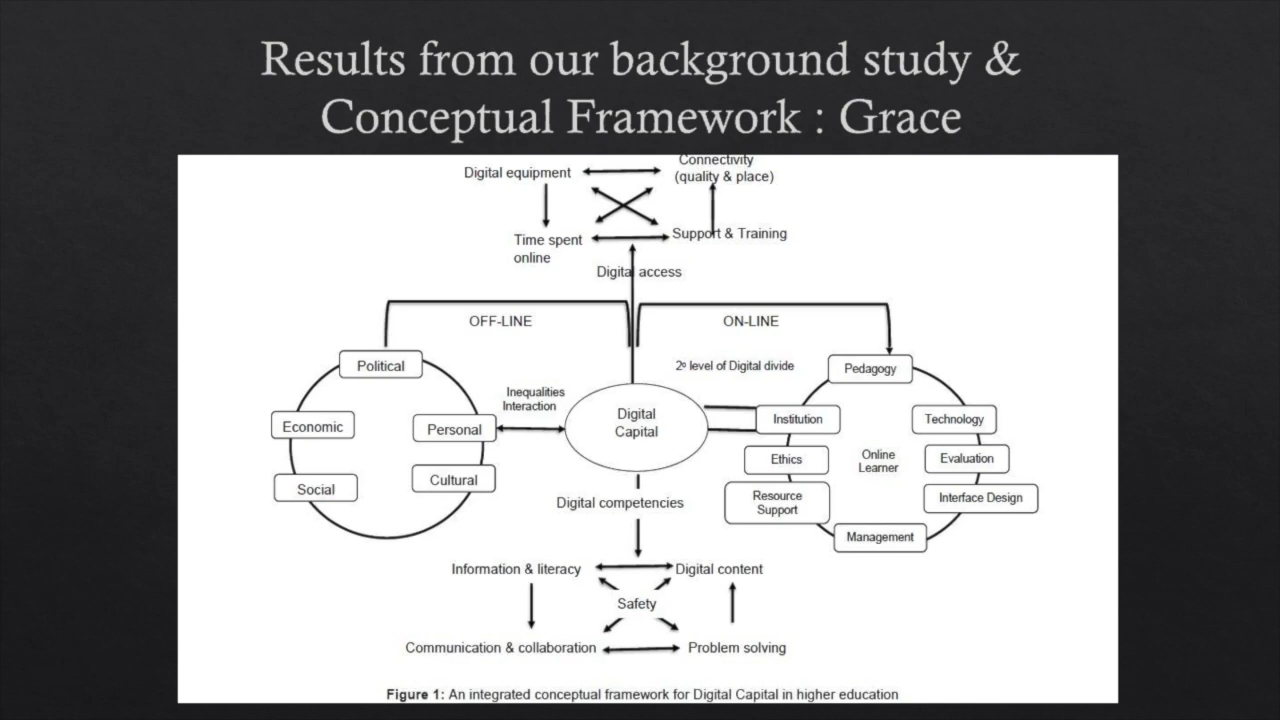 Results from our background study &
Conceptual Framework : Grace
Digital equipment
Connectivity
(quality & place)
Time spent
online
Support & Training
Digital access
OFF-LINE
ON-LINE
Political
Economic
Personal
Social
Cultural
Inequalities
Interaction
Digital
Capital
2º level of Digital divide
Pedagogy
Institution
Technology
Ethics
Online
Learner
Evaluation
Resource
Support
Interface Design
Management
Digital competencies
Information & literacy
Digital content
Safety
Communication & collaboration
Problem solving
Figure 1: An integrated conceptual framework for Digital Capital in higher education